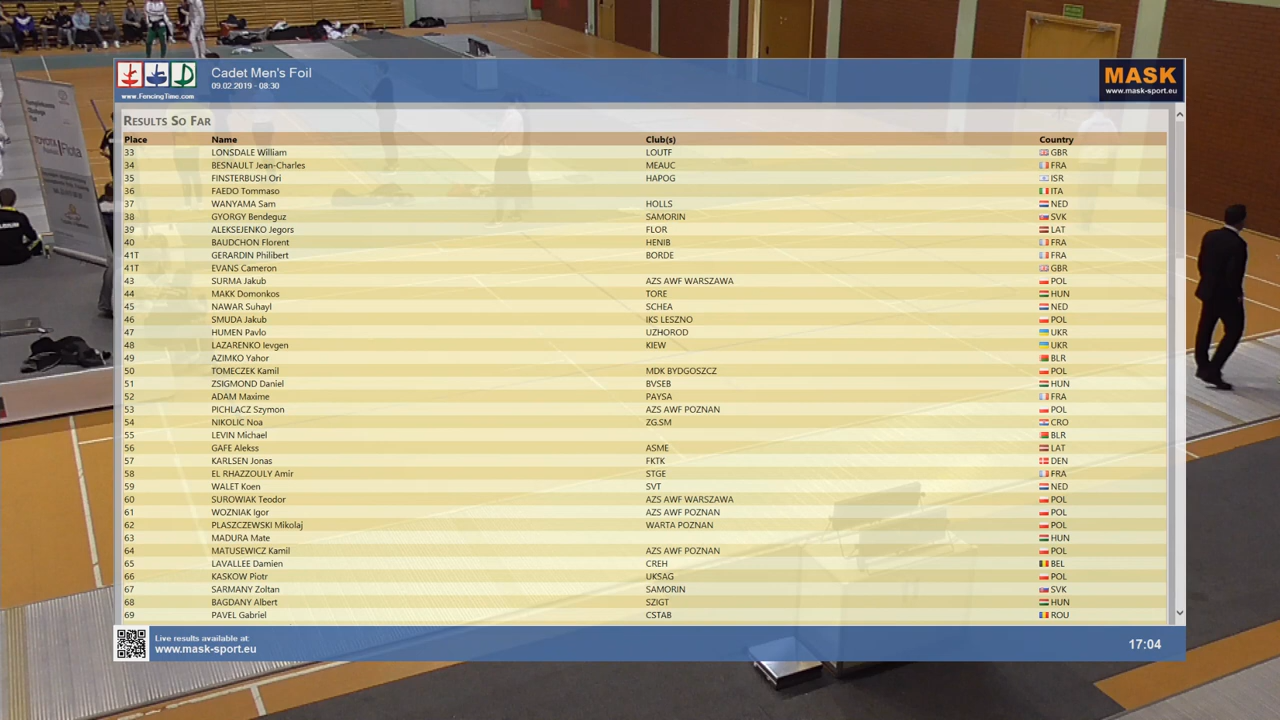 Cadet Men's Foil
09.02.2019 - 08:30
www.FencingTime.com
MASK
www.mask-sport.eu
RESULTS SO FAR
Place Name Club(s) Country
33 LONSDALE William LOUTF GBR
34 BESNAULT Jean-Charles MEAUC FRA
35 FINSTERBUSH Ori HAPOG ISR
36 FAEDO Tommaso ITA
37 WANYAMA Sam HOLLS NED
38 GYORGY Bendeguz SAMORIN SVK
39 ALEKSEJENKO Jegors FLOR LAT
40 BAUDCHON Florent HENIB FRA
41T GERARDIN Philibert BORDE FRA
41T EVANS Cameron GBR
43 SURMA Jakub AZS AWF WARSZAWA POL
44 MAKK Domonkos TORE HUN
45 NAWAR Suhayl SCHEA NED
46 SMUDA Jakub IKS LESZNO POL
47 HUMEN Pavlo UZHOROD UKR
48 LAZARENKO Ievgen KIEW UKR
49 AZIMKO Yahor BLR
50 TOMECZEK Kamil MDK BYDGOSZCZ POL
51 ZSIGMOND Daniel BVSEB HUN
52 ADAM Maxime PAYSA FRA
53 PICHLACZ Szymon AZS AWF POZNAN POL
54 NIKOLIC Noa ZG.SM CRO
55 LEVIN Michael BLR
56 GAFE Alekss ASME LAT
57 KARLSEN Jonas FKTK DEN
58 EL RHAZZOULY Amir STGE FRA
59 WALET Koen SVT NED
60 SUROWIAK Teodor AZS AWF WARSZAWA POL
61 WOZNIAK Igor AZS AWF POZNAN POL
62 PLASZCZEWSKI Mikolaj WARTA POZNAN POL
63 MADURA Mate HUN
64 MATUSEWICZ Kamil AZS AWF POZNAN POL
65 LAVALLEE Damien CREH BEL
66 KASKOW Piotr UKSAG POL
67 SARMANY Zoltan SAMORIN SVK
68 BAGDANY Albert SZIGT HUN
69 PAVEL Gabriel CSTAB ROU
Live results available at:
www.mask-sport.eu
17:04
TOYOTA
Flota